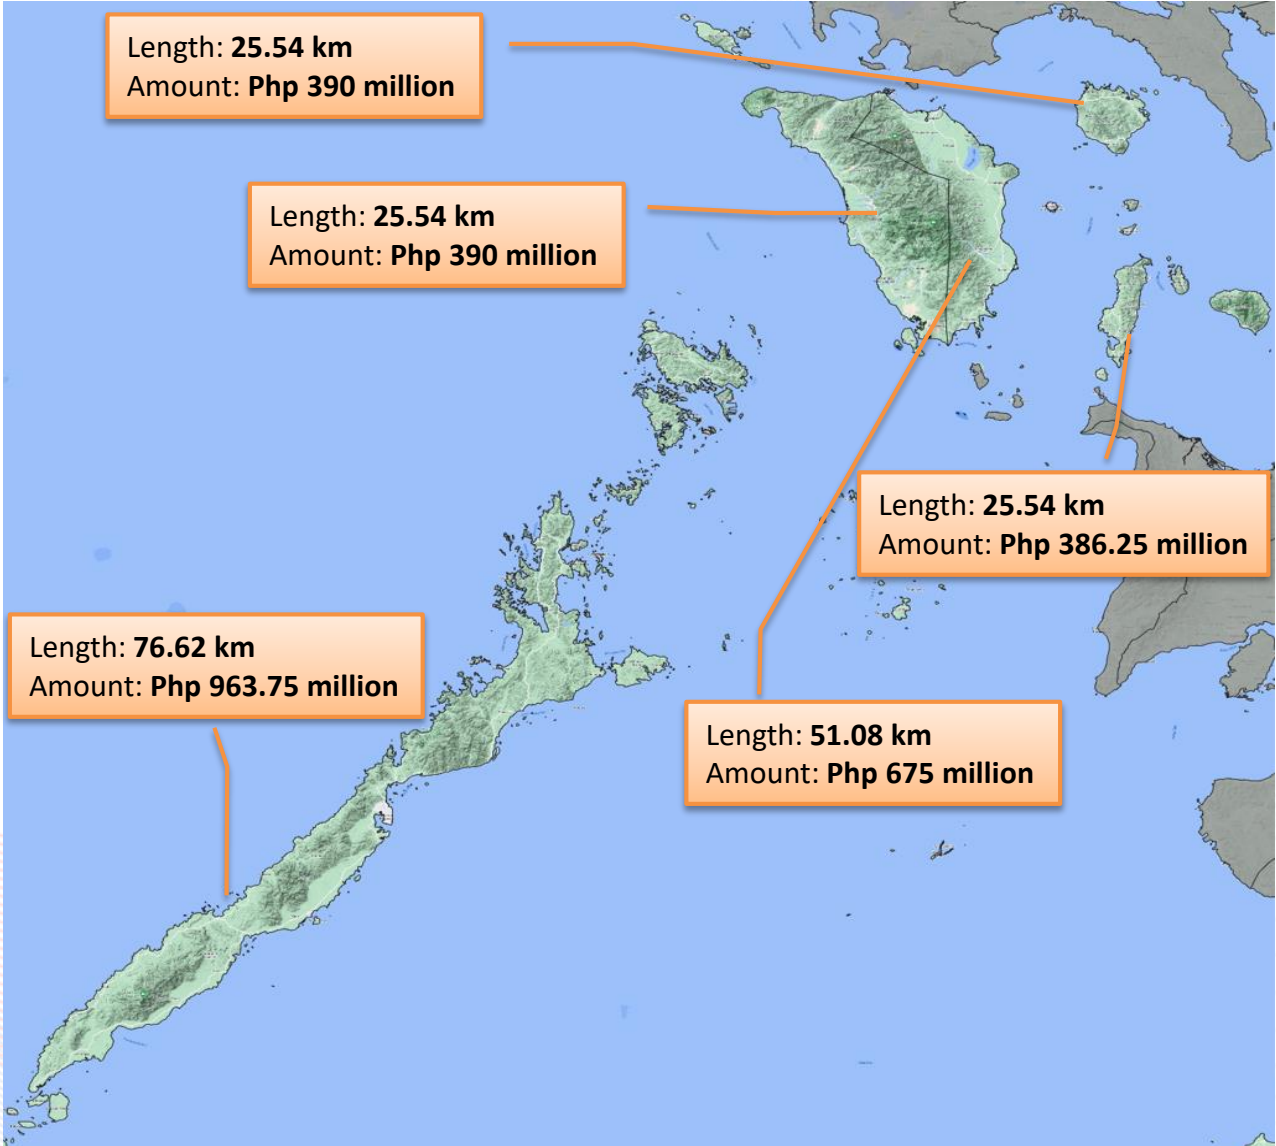 Length: 25.54 km
Amount: Php 390 million
Length: 25.54 km
Amount: Php 390 million
Length: 25.54 km
Amount: Php 386.25 million
Length: 76.62 km
Amount: Php 963.75 million
Length: 51.08 km
Amount: Php 675 million